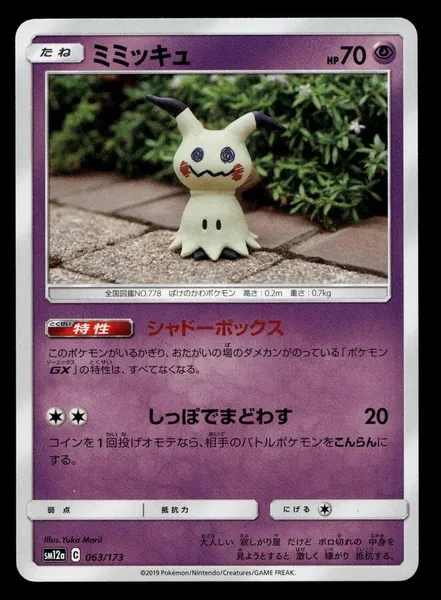 たね ミミッキュ HP70
全国図鑑NO.778 ばけのかわポケモン 高さ:0.2m 重さ:0.7kg
特性 シャドーボックス
このポケモンがいるかぎり、おたがいの場のダメカンがのっている「ポケモン
GX」の特性は、すべてなくなる。
しっぽでまどわす 20
コインを1回投げオモテなら、相手のバトルポケモンをこんらんに
する。
弱点 抵抗力 にげる
Illus.Yuka Morii
sm12a C 063/173
大人しい 寂しがり屋 だけど ボロ切れの 中身を
見ようとすると 激しく 嫌がり 抵抗する。
©2019 Pokémon/Nintendo/Creatures/GAME FREAK.